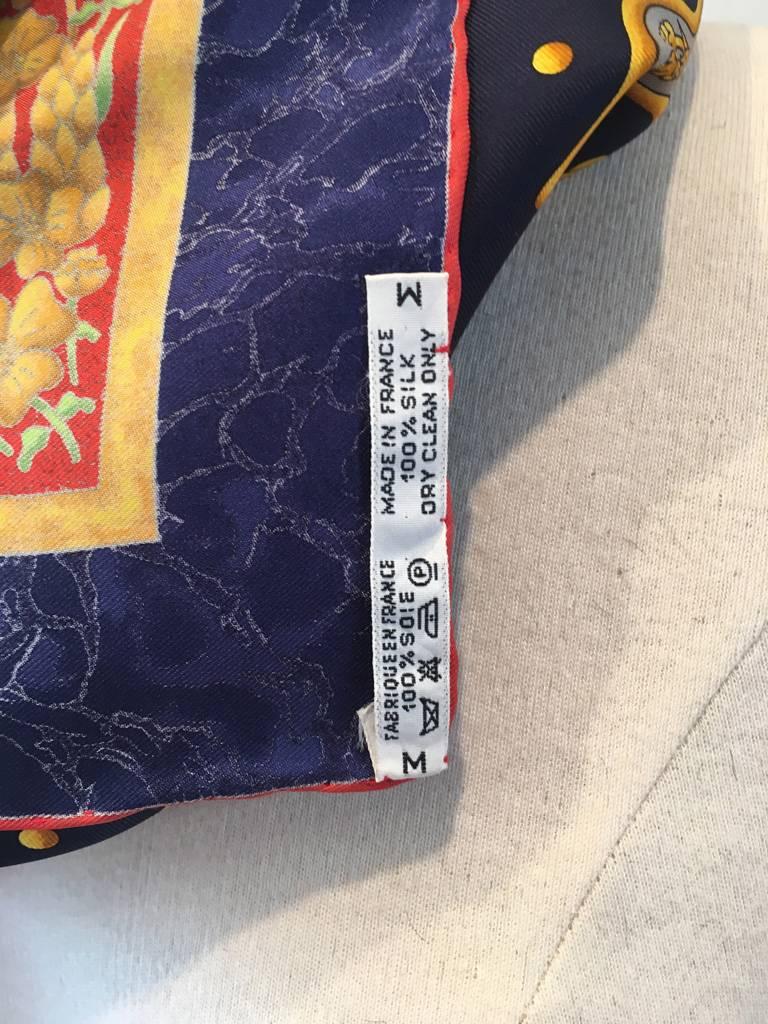 M
FABRIQUE EN FRANCE
100% SOIE
P
MADE IN FRANCE
100% SILK
DRY CLEAN ONLY
M